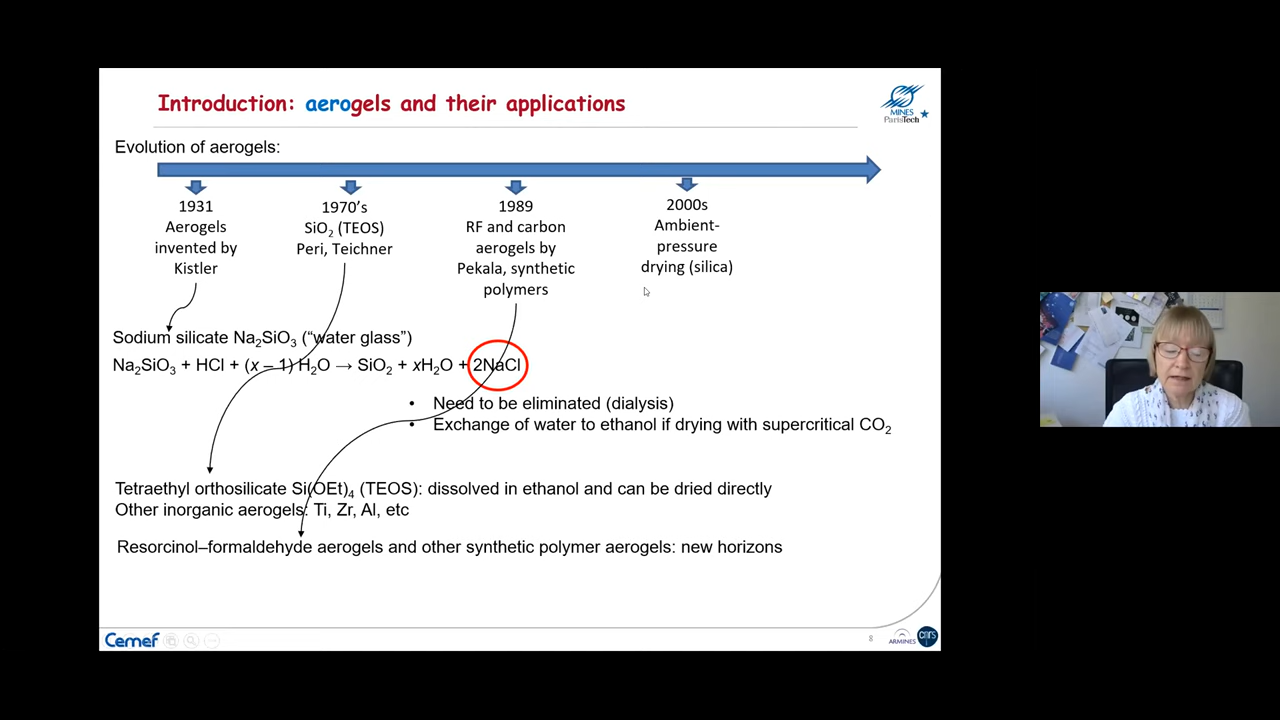 Introduction: aerogels and their applications
MINES
ParisTech
Evolution of aerogels:
1931
Aerogels
invented by
Kistler
1970's
SiO₂ (TEOS)
Peri, Teichner
1989
RF and carbon
aerogels by
Pekala, synthetic
polymers
2000s
Ambient-
pressure
drying (silica)
Sodium silicate Na₂SiO₃ (“water glass”)
Na₂SiO₃ + HCl + (x – 1) H₂O → SiO₂ + xH₂O + 2NaCl
• Need to be eliminated (dialysis)
• Exchange of water to ethanol if drying with supercritical CO₂
Tetraethyl orthosilicate Si(OEt)₄ (TEOS): dissolved in ethanol and can be dried directly
Other inorganic aerogels: Ti, Zr, Al, etc
Resorcinol–formaldehyde aerogels and other synthetic polymer aerogels: new horizons
Cemef
8
ARMINES
cnrs